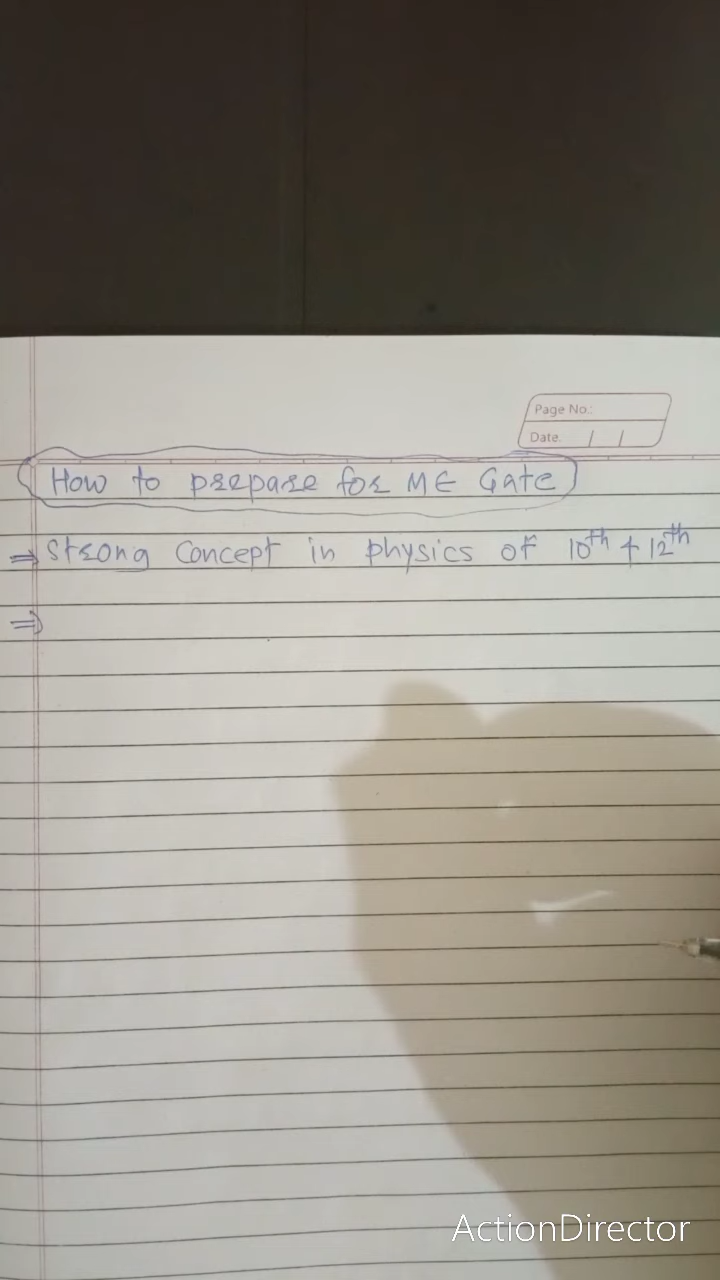 Page No.:
Date. / /
How to prepare for ME Gate
⇒ Strong Concept in physics of 10th + 12th
⇒
ActionDirector